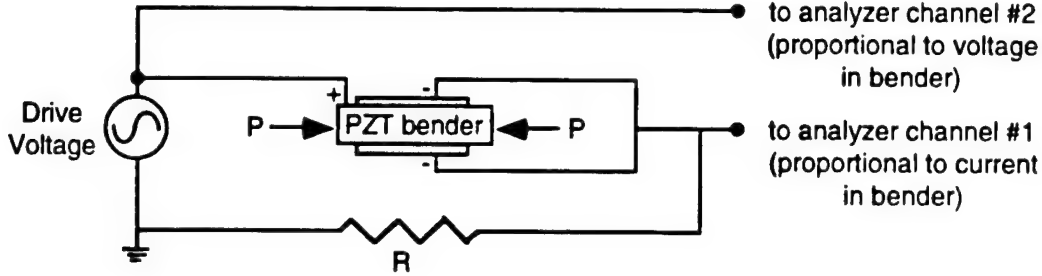 to analyzer channel #2
(proportional to voltage
in bender)
Drive
Voltage
+
-
P
PZT bender
P
-
to analyzer channel #1
(proportional to current
in bender)
R